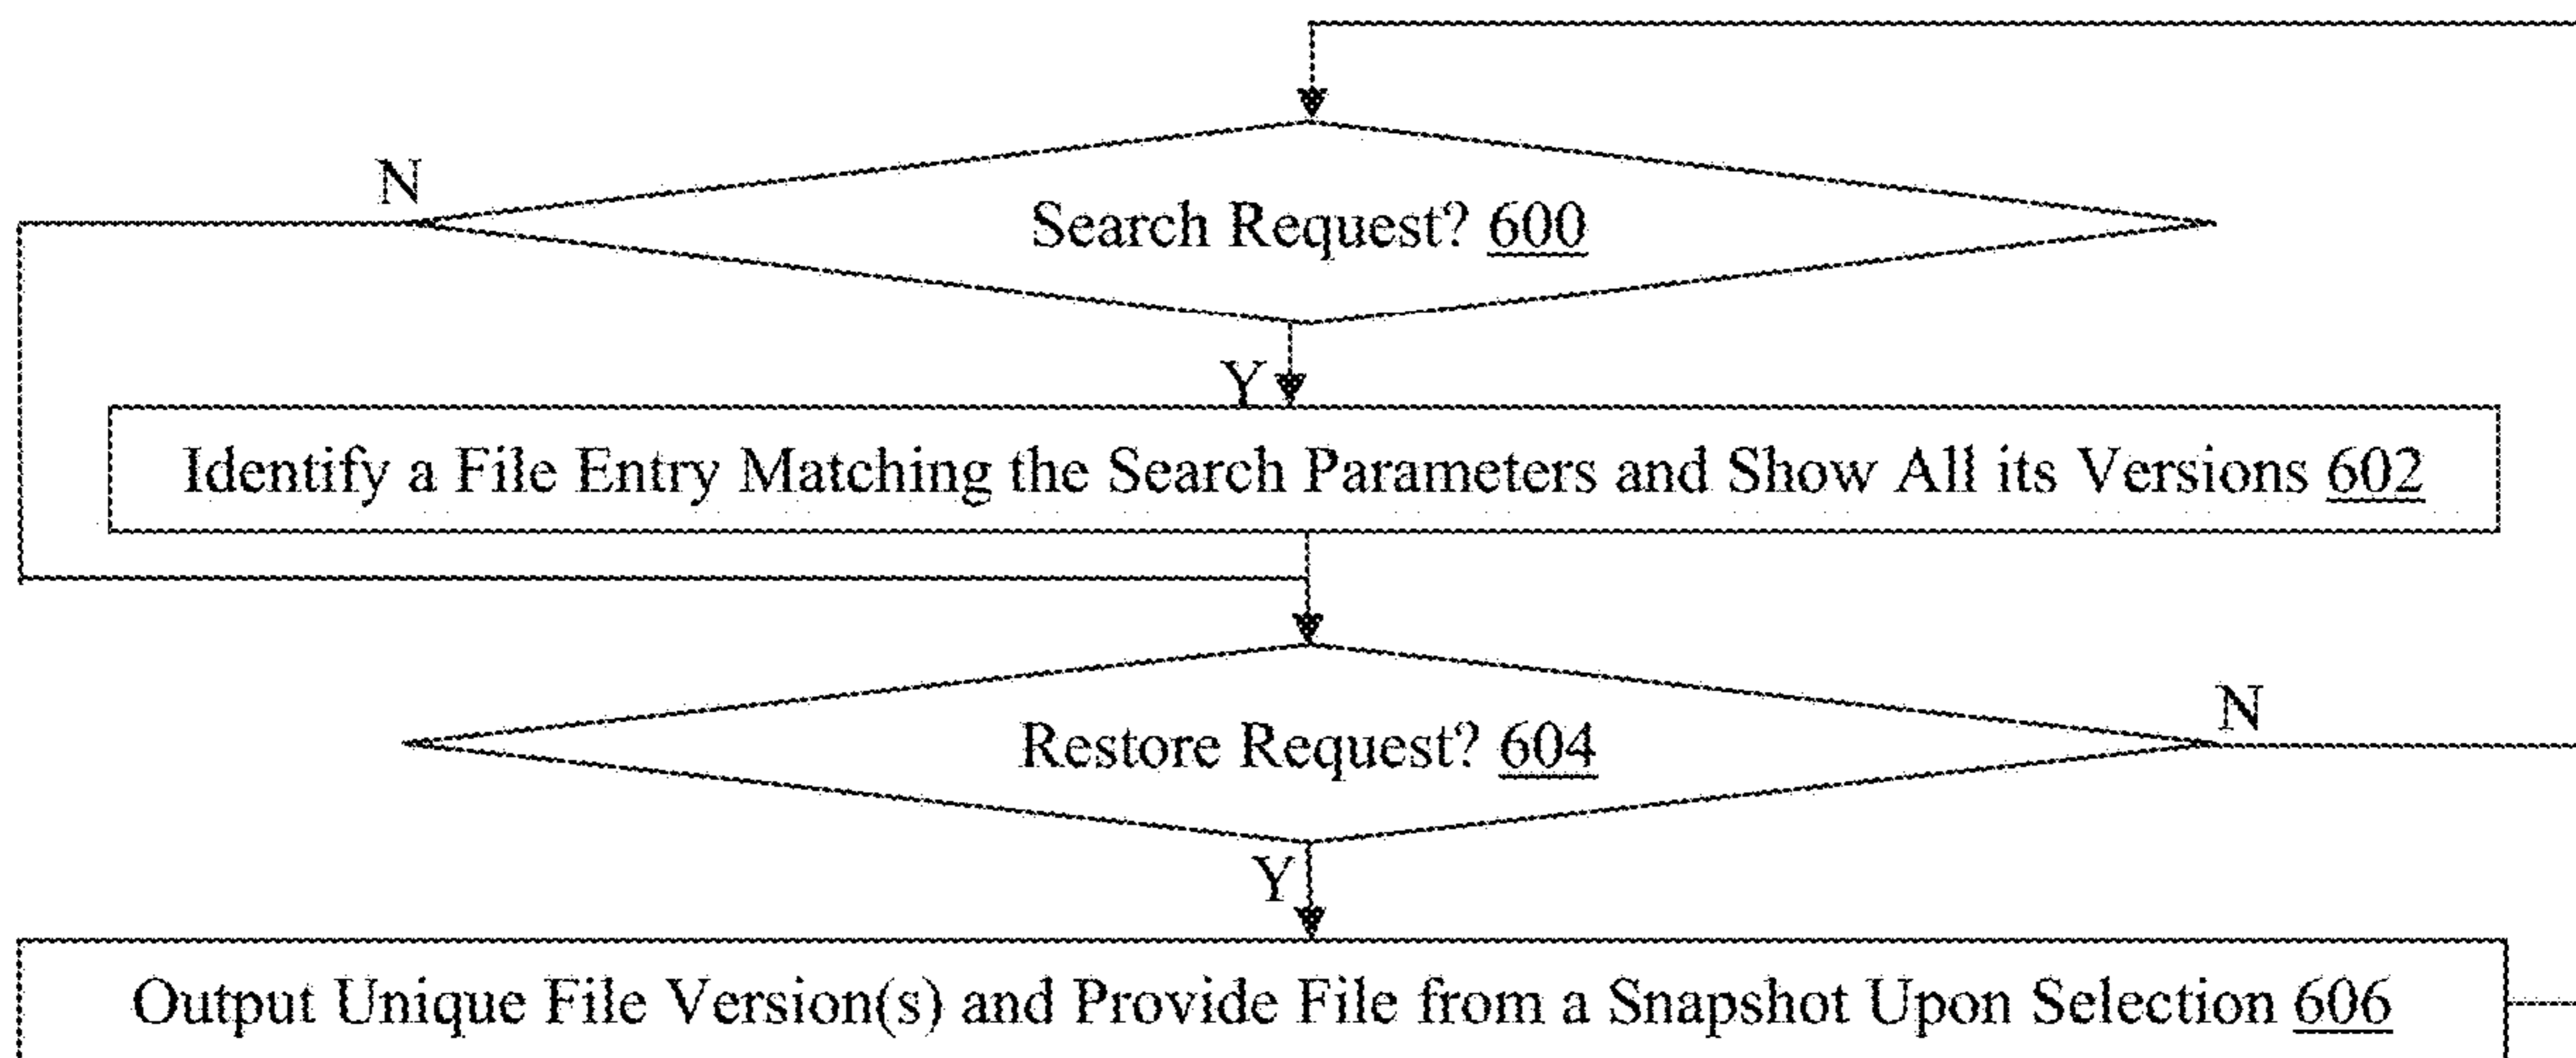 N
Search Request? 600
Y
Identify a File Entry Matching the Search Parameters and Show All its Versions 602
N
Restore Request? 604
Y
Output Unique File Version(s) and Provide File from a Snapshot Upon Selection 606